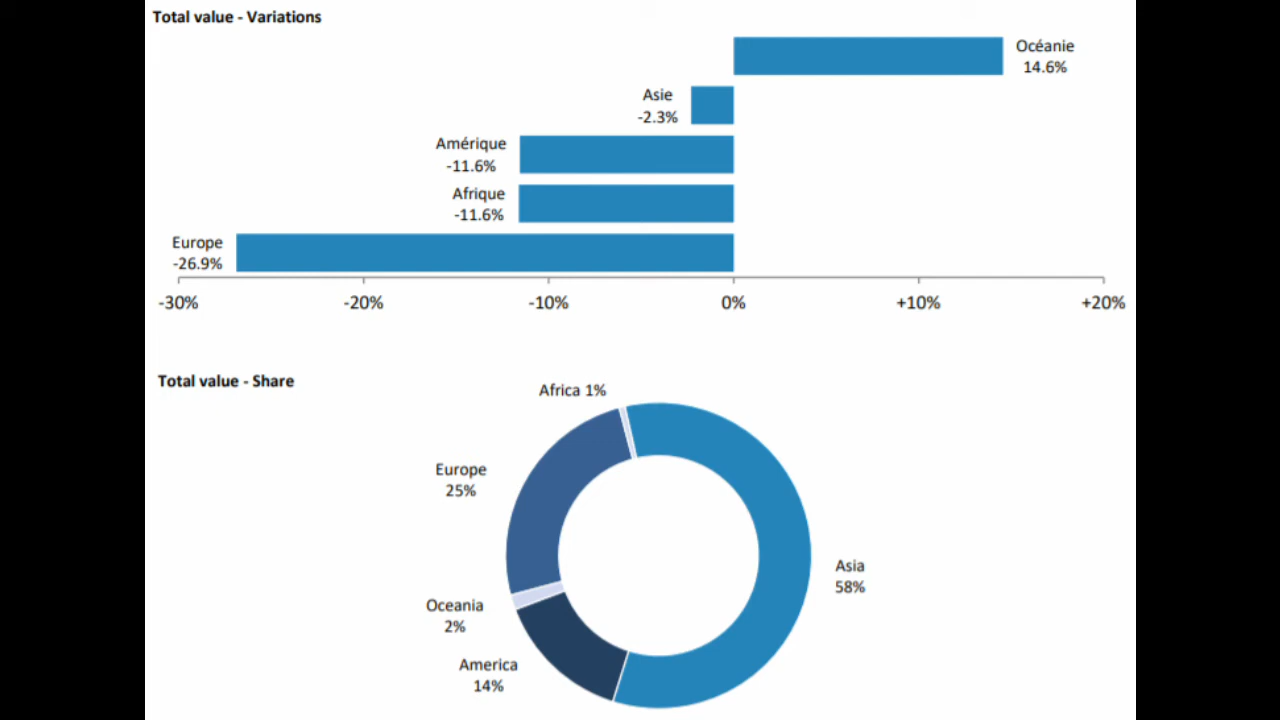 Total value - Variations
Océanie
14.6%
Asie
-2.3%
Amérique
-11.6%
Afrique
-11.6%
Europe
-26.9%
-30% -20% -10% 0% +10% +20%
Total value - Share
Africa 1%
Europe
25%
Asia
58%
Oceania
2%
America
14%